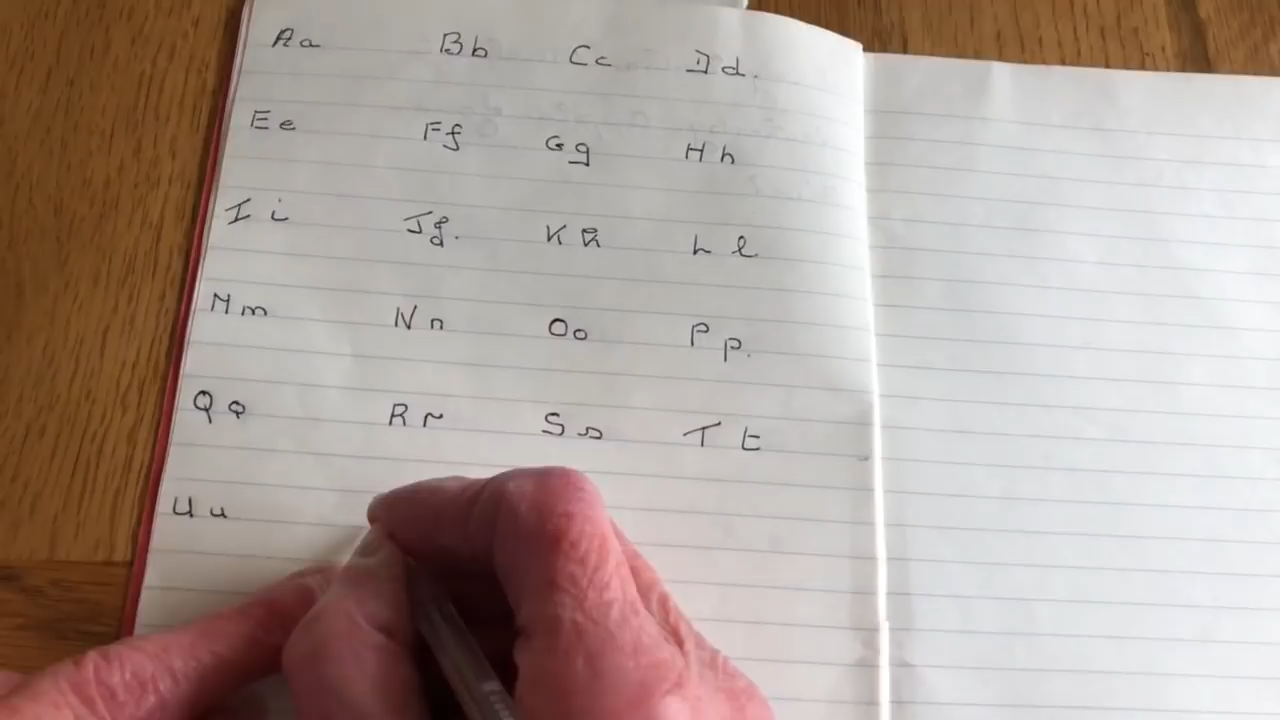 Aa Bb Cc Dd.
Ee Ff Gg Hh
Ii Jj. Kk Ll
Mm Nn Oo Pp.
Qq Rr Ss Tt
Uu